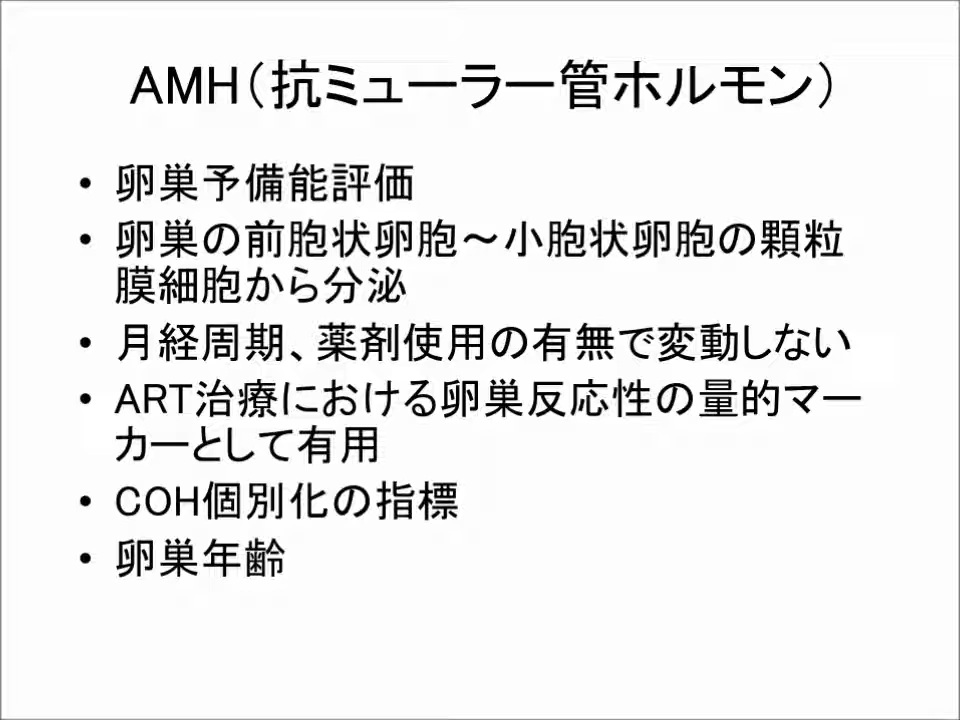 AMH（抗ミューラー管ホルモン）
• 卵巣予備能評価
• 卵巣の前胞状卵胞～小胞状卵胞の顆粒
膜細胞から分泌
• 月経周期、薬剤使用の有無で変動しない
• ART治療における卵巣反応性の量的マー
カーとして有用
• COH個別化の指標
• 卵巣年齢